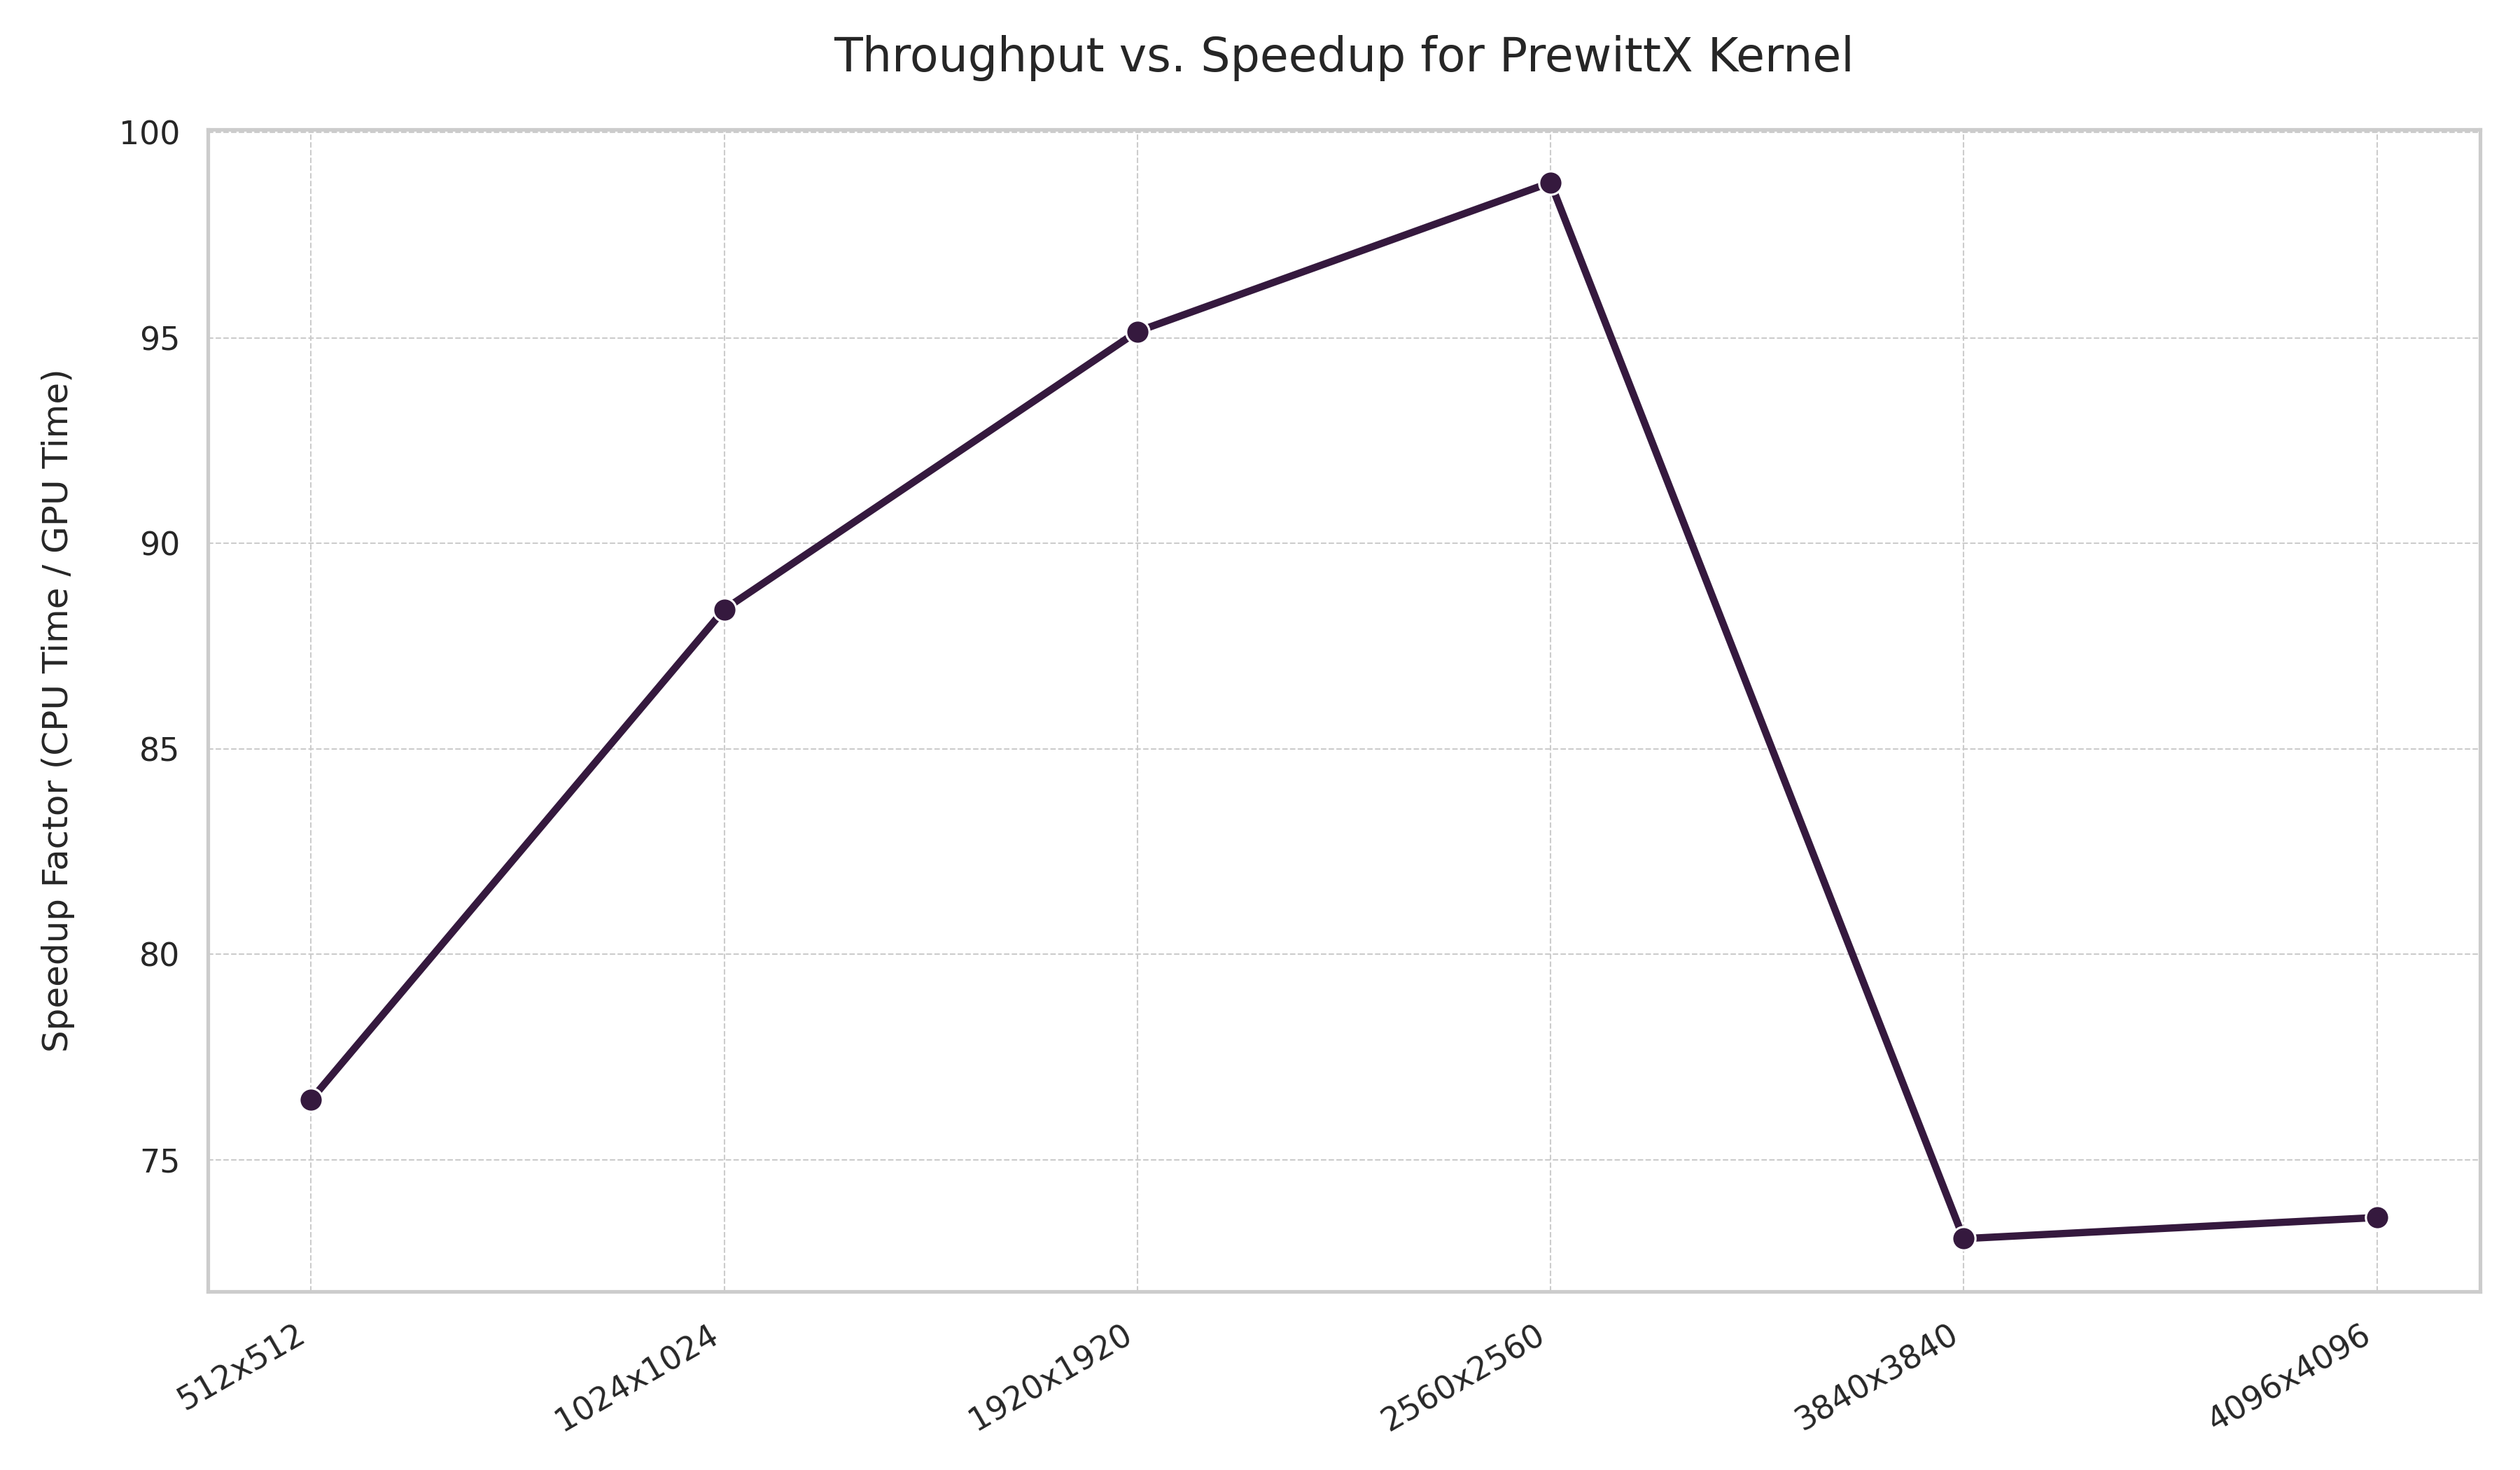 Throughput vs. Speedup for PrewittX Kernel
100
95
90
85
80
75
Speedup Factor (CPU Time / GPU Time)
512x512
1024x1024
1920x1920
2560x2560
3840x3840
4096x4096